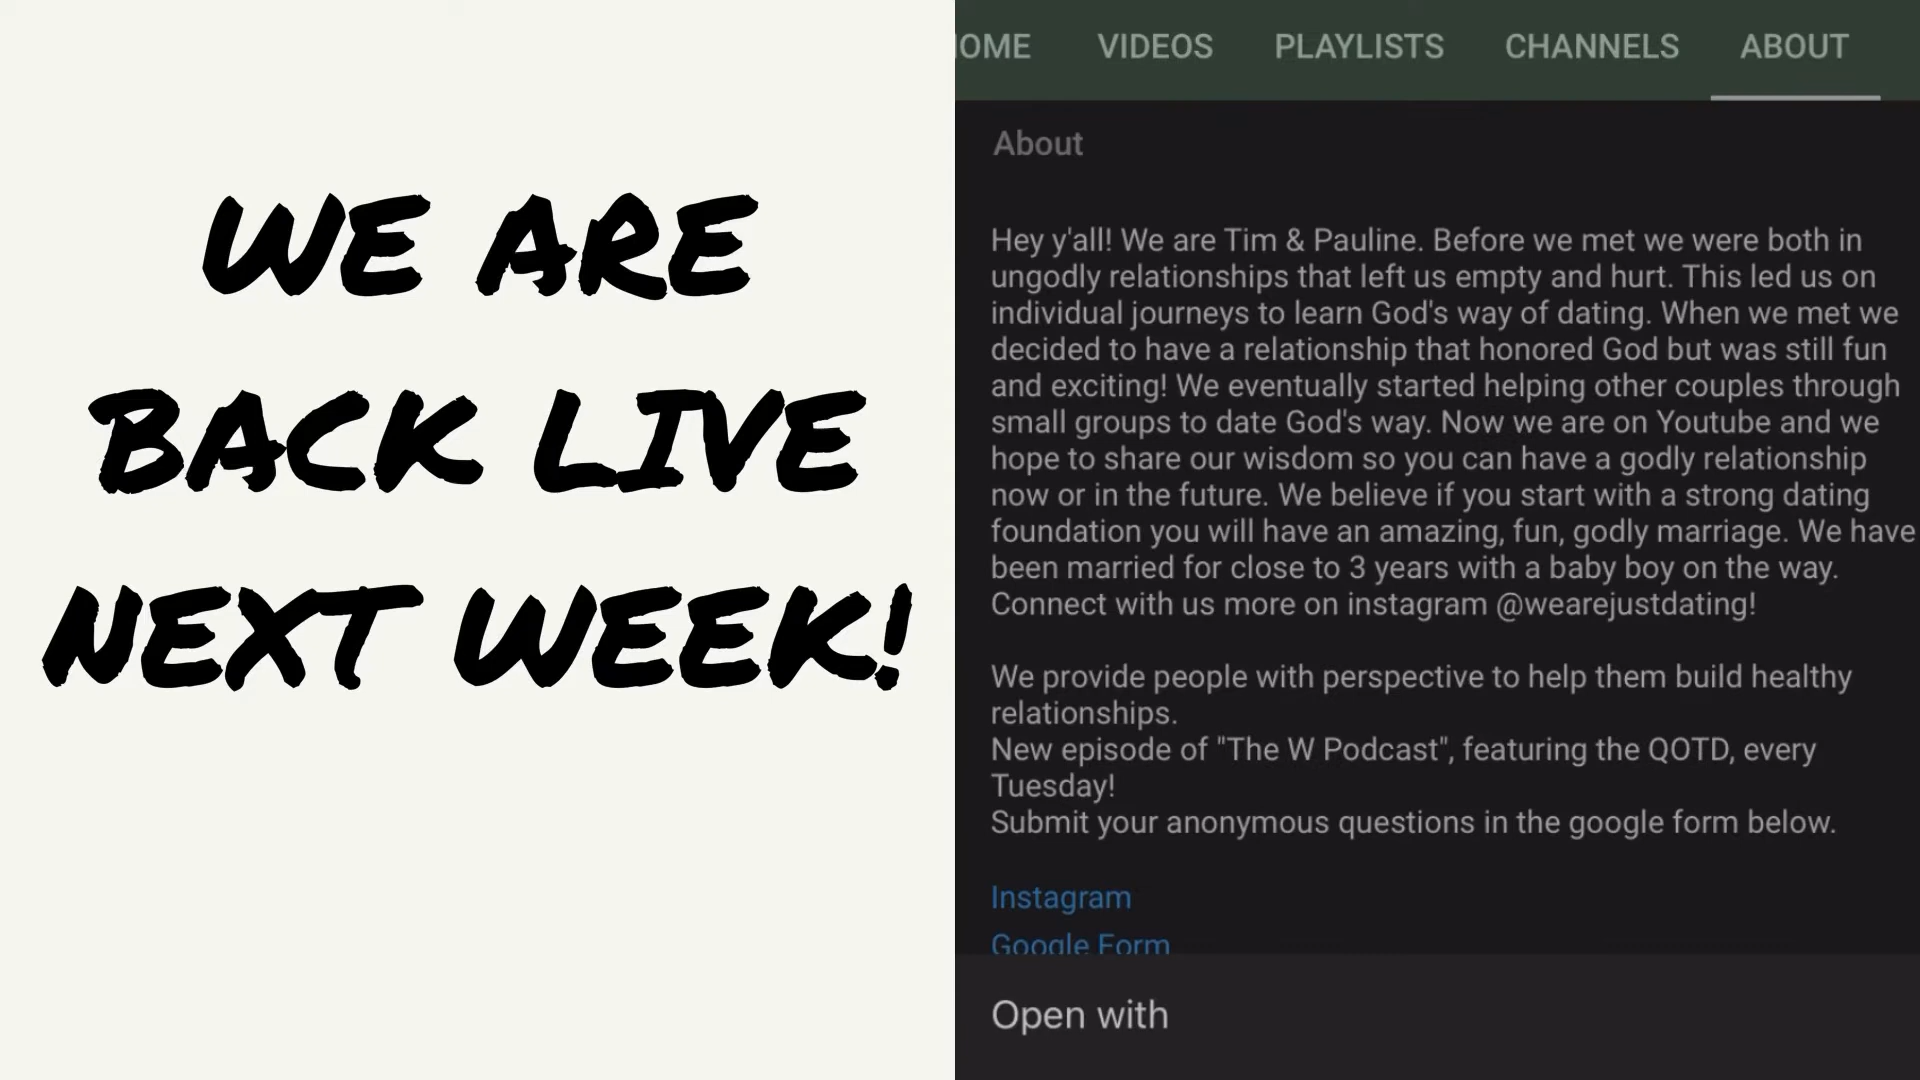 WE ARE
BACK LIVE
NEXT WEEK!
OME VIDEOS PLAYLISTS CHANNELS ABOUT
About
Hey y'all! We are Tim & Pauline. Before we met we were both in
ungodly relationships that left us empty and hurt. This led us on
individual journeys to learn God's way of dating. When we met we
decided to have a relationship that honored God but was still fun
and exciting! We eventually started helping other couples through
small groups to date God's way. Now we are on Youtube and we
hope to share our wisdom so you can have a godly relationship
now or in the future. We believe if you start with a strong dating
foundation you will have an amazing, fun, godly marriage. We have
been married for close to 3 years with a baby boy on the way.
Connect with us more on instagram @wearejustdating!
We provide people with perspective to help them build healthy
relationships.
New episode of "The W Podcast", featuring the QOTD, every
Tuesday!
Submit your anonymous questions in the google form below.
Instagram
Google Form
Open with